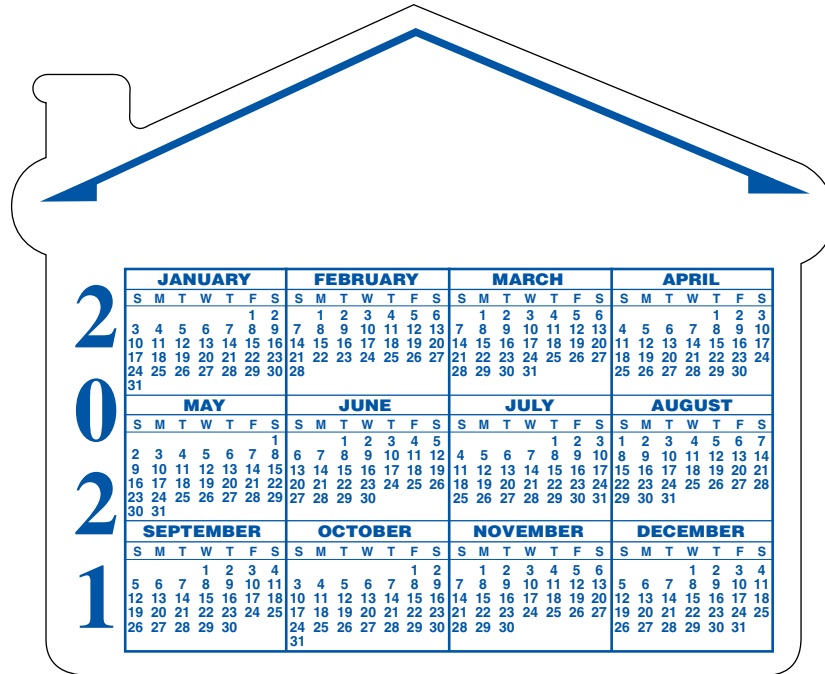 2
0
2
1
JANUARY
S M T W T F S
1 2
3 4 5 6 7 8 9
10 11 12 13 14 15 16
17 18 19 20 21 22 23
24 25 26 27 28 29 30
31
FEBRUARY
S M T W T F S
1 2 3 4 5 6
7 8 9 10 11 12 13
14 15 16 17 18 19 20
21 22 23 24 25 26 27
28
MARCH
S M T W T F S
1 2 3 4 5 6
7 8 9 10 11 12 13
14 15 16 17 18 19 20
21 22 23 24 25 26 27
28 29 30 31
APRIL
S M T W T F S
1 2 3
4 5 6 7 8 9 10
11 12 13 14 15 16 17
18 19 20 21 22 23 24
25 26 27 28 29 30
MAY
S M T W T F S
1
2 3 4 5 6 7 8
9 10 11 12 13 14 15
16 17 18 19 20 21 22
23 24 25 26 27 28 29
30 31
JUNE
S M T W T F S
1 2 3 4 5
6 7 8 9 10 11 12
13 14 15 16 17 18 19
20 21 22 23 24 25 26
27 28 29 30
JULY
S M T W T F S
1 2 3
4 5 6 7 8 9 10
11 12 13 14 15 16 17
18 19 20 21 22 23 24
25 26 27 28 29 30 31
AUGUST
S M T W T F S
1 2 3 4 5 6 7
8 9 10 11 12 13 14
15 16 17 18 19 20 21
22 23 24 25 26 27 28
29 30 31
SEPTEMBER
S M T W T F S
1 2 3 4
5 6 7 8 9 10 11
12 13 14 15 16 17 18
19 20 21 22 23 24 25
26 27 28 29 30
OCTOBER
S M T W T F S
1 2
3 4 5 6 7 8 9
10 11 12 13 14 15 16
17 18 19 20 21 22 23
24 25 26 27 28 29 30
31
NOVEMBER
S M T W T F S
1 2 3 4 5 6
7 8 9 10 11 12 13
14 15 16 17 18 19 20
21 22 23 24 25 26 27
28 29 30
DECEMBER
S M T W T F S
1 2 3 4
5 6 7 8 9 10 11
12 13 14 15 16 17 18
19 20 21 22 23 24 25
26 27 28 29 30 31